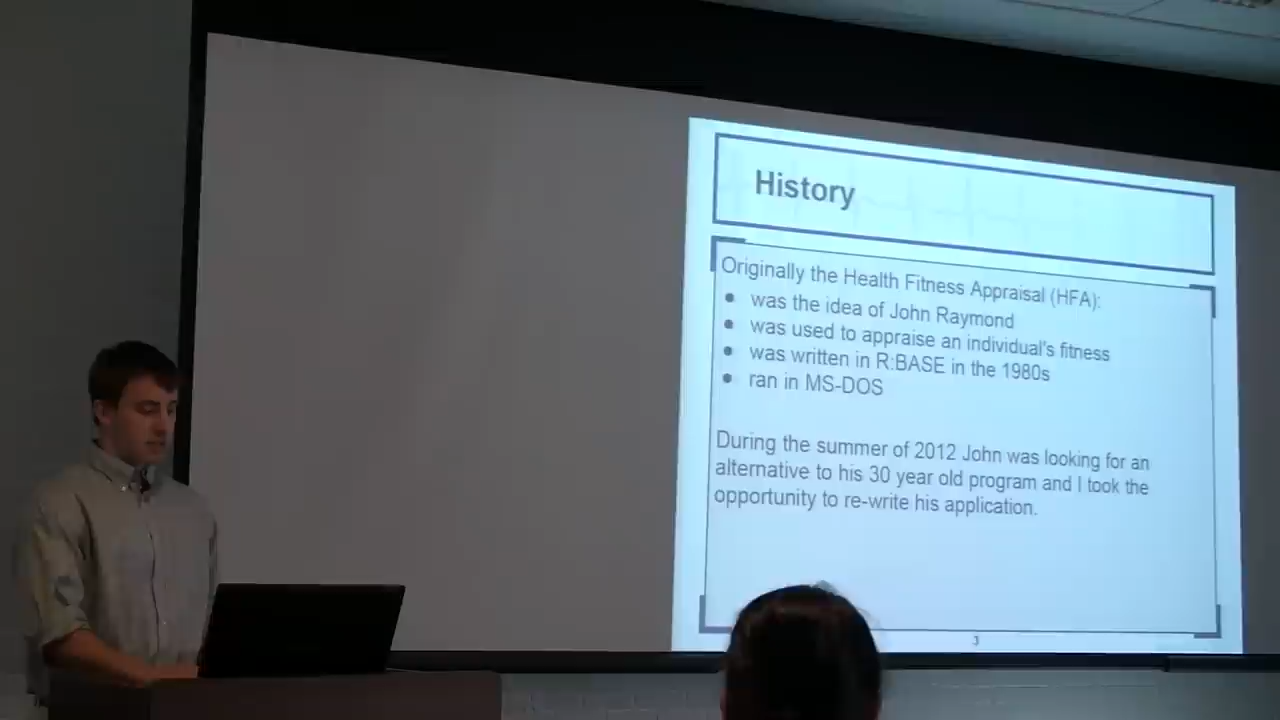 History
Originally the Health Fitness Appraisal (HFA):
● was the idea of John Raymond
● was used to appraise an individual's fitness
● was written in R:BASE in the 1980s
● ran in MS-DOS
During the summer of 2012 John was looking for an
alternative to his 30 year old program and I took the
opportunity to re-write his application.
3